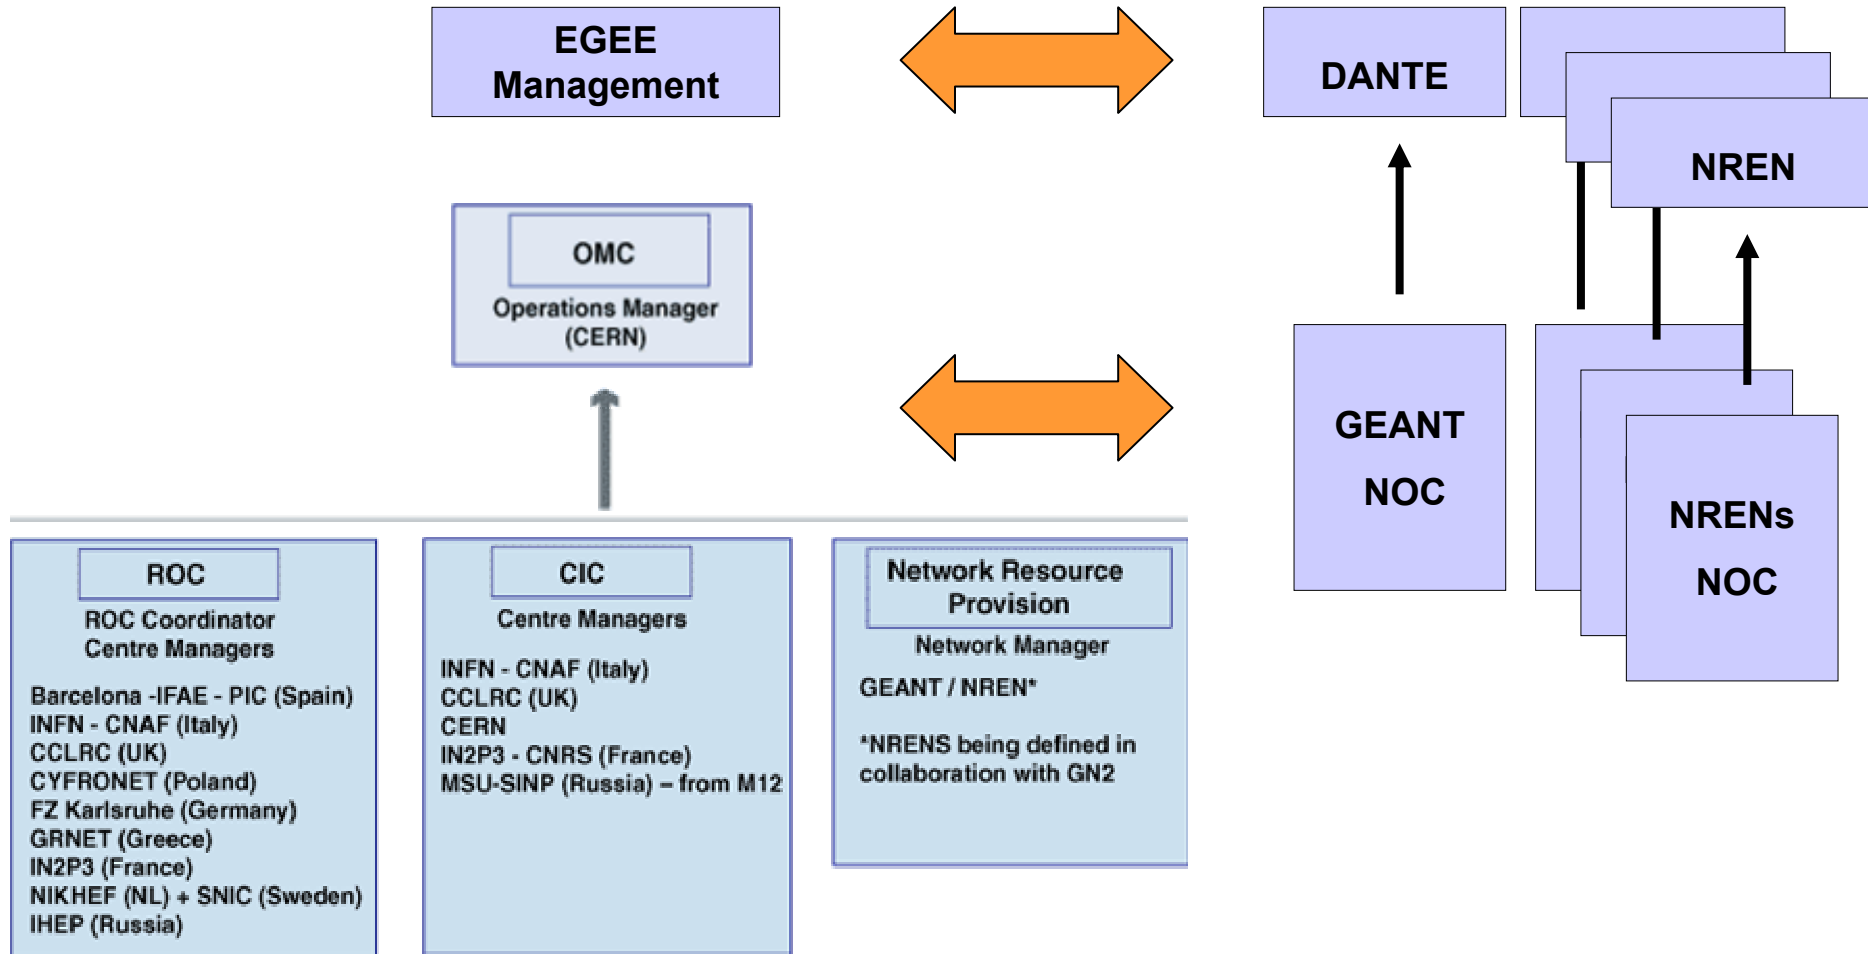 EGEE
Management
DANTE
NREN
OMC
Operations Manager
(CERN)
GEANT
NOC
NRENs
NOC
ROC
ROC Coordinator
Centre Managers
Barcelona -IFAE - PIC (Spain)
INFN - CNAF (Italy)
CCLRC (UK)
CYFRONET (Poland)
FZ Karlsruhe (Germany)
GRNET (Greece)
IN2P3 (France)
NIKHEF (NL) + SNIC (Sweden)
IHEP (Russia)
CIC
Centre Managers
INFN - CNAF (Italy)
CCLRC (UK)
CERN
IN2P3 - CNRS (France)
MSU-SINP (Russia) – from M12
Network Resource
Provision
Network Manager
GEANT / NREN*
*NRENS being defined in
collaboration with GN2